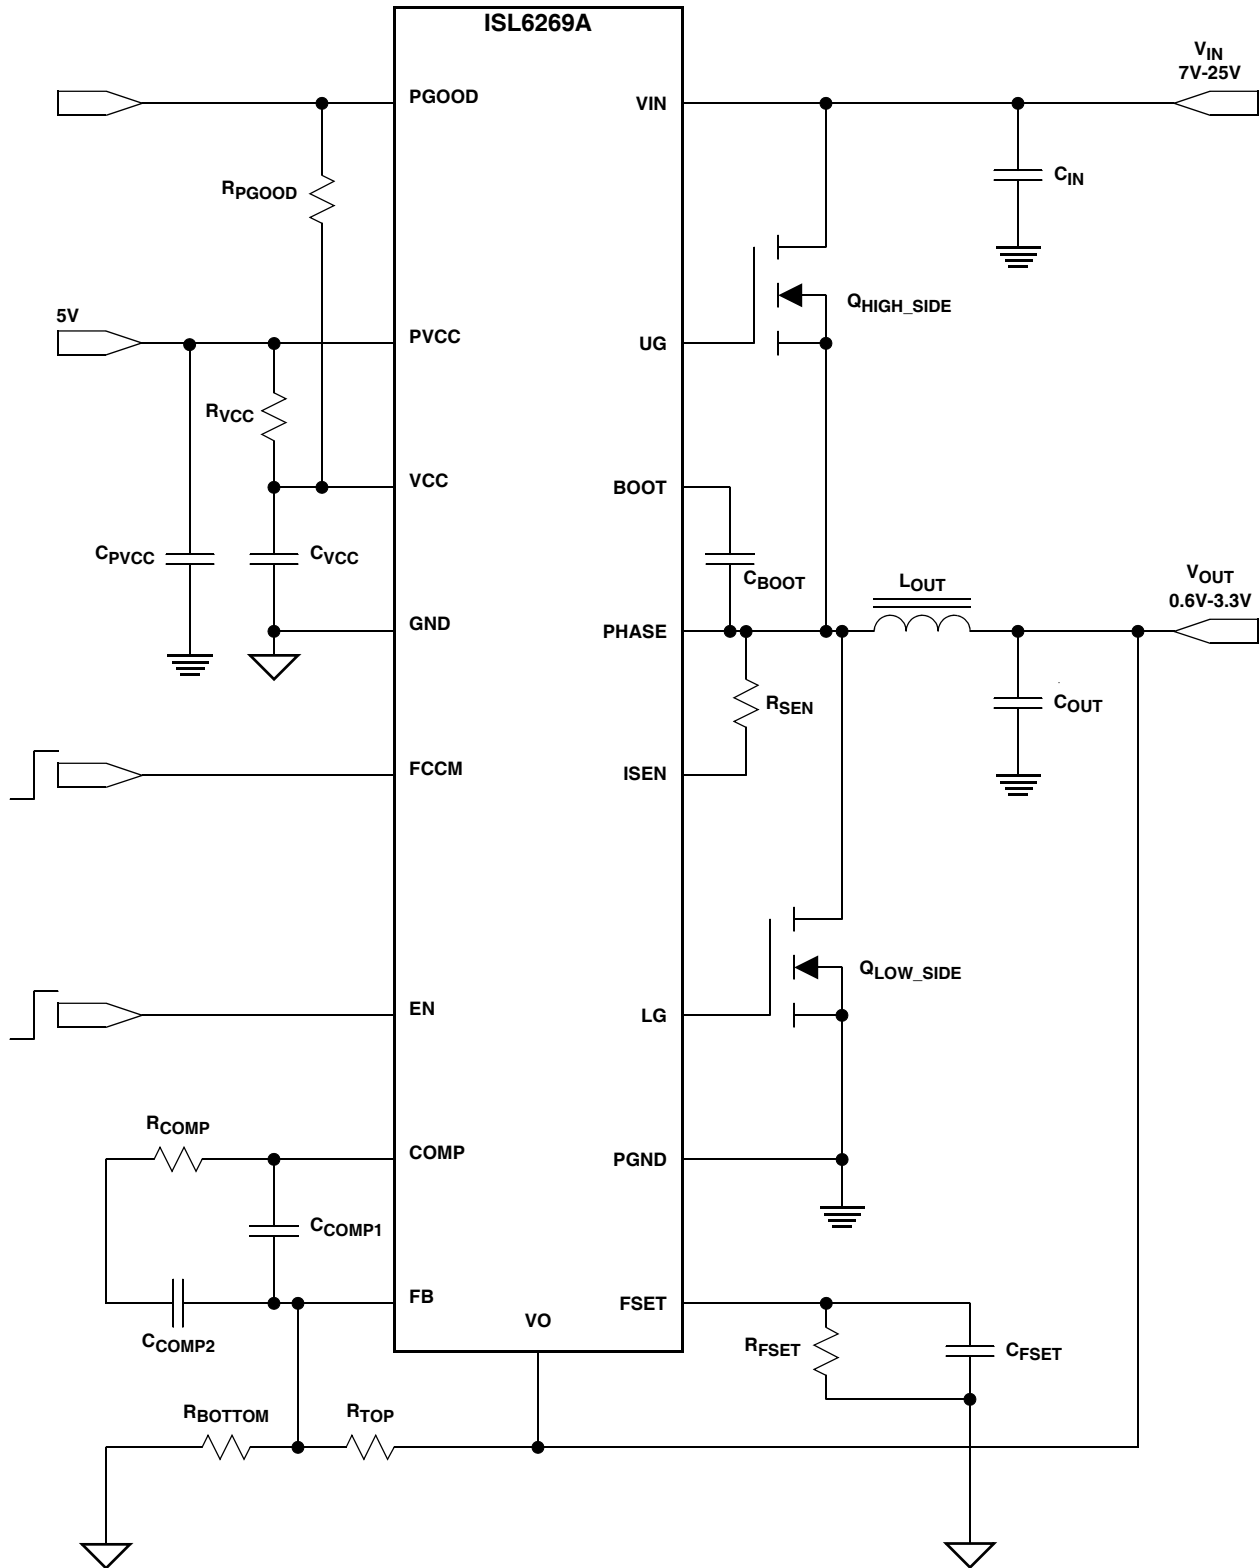 ISL6269A
PGOOD
VIN
VIN
7V-25V
RPGOOD
CIN
QHIGH_SIDE
5V
PVCC
UG
RVCC
VCC
BOOT
CPVCC
CVCC
CBOOT
LOUT
VOUT
0.6V-3.3V
GND
PHASE
RSEN
COUT
FCCM
ISEN
QLOW_SIDE
EN
LG
RCOMP
COMP
PGND
CCOMP1
FB
FSET
VO
CCOMP2
RFSET
CFSET
RBOTTOM
RTOP